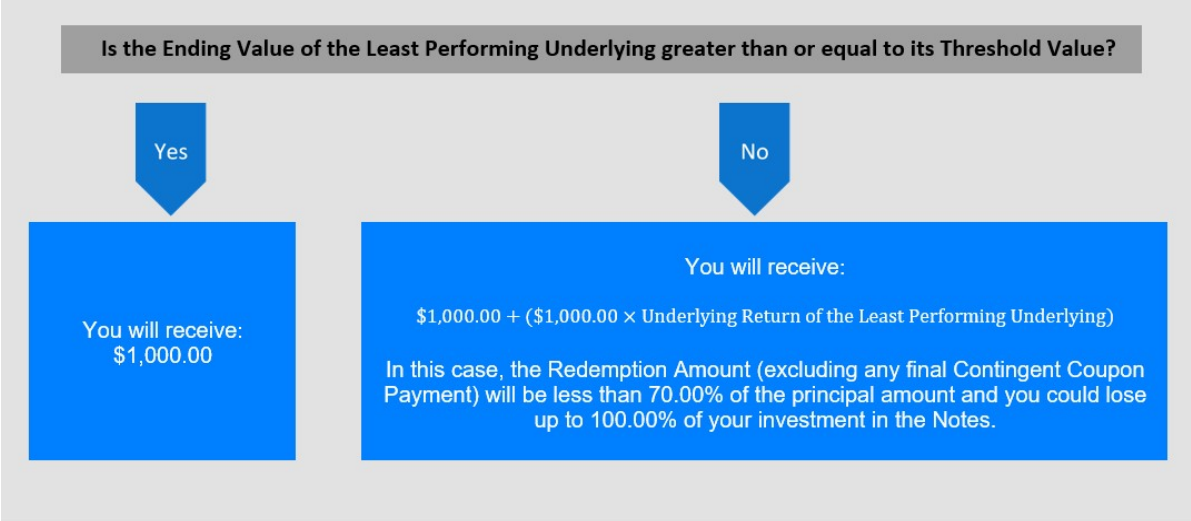 Is the Ending Value of the Least Performing Underlying greater than or equal to its Threshold Value?
Yes
No
You will receive:
$1,000.00
You will receive:
$1,000.00 + ($1,000.00 × Underlying Return of the Least Performing Underlying)
In this case, the Redemption Amount (excluding any final Contingent Coupon
Payment) will be less than 70.00% of the principal amount and you could lose
up to 100.00% of your investment in the Notes.